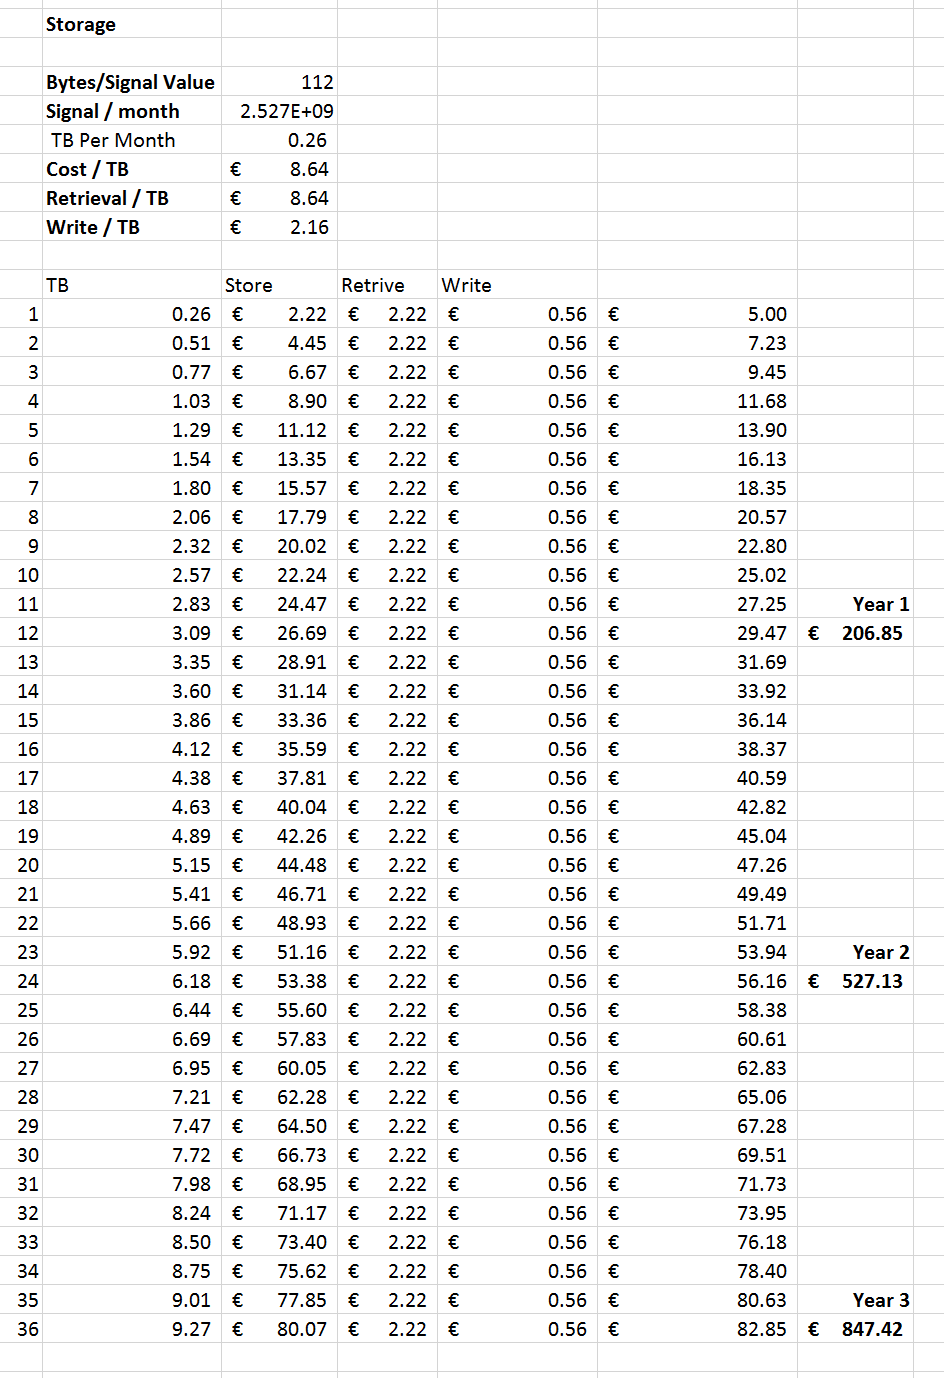 Storage
Bytes/Signal Value 112
Signal / month 2.527E+09
TB Per Month 0.26
Cost / TB € 8.64
Retrieval / TB € 8.64
Write / TB € 2.16
TB Store Retrive Write
1 0.26 € 2.22 € 2.22 € 0.56 € 5.00
2 0.51 € 4.45 € 2.22 € 0.56 € 7.23
3 0.77 € 6.67 € 2.22 € 0.56 € 9.45
4 1.03 € 8.90 € 2.22 € 0.56 € 11.68
5 1.29 € 11.12 € 2.22 € 0.56 € 13.90
6 1.54 € 13.35 € 2.22 € 0.56 € 16.13
7 1.80 € 15.57 € 2.22 € 0.56 € 18.35
8 2.06 € 17.79 € 2.22 € 0.56 € 20.57
9 2.32 € 20.02 € 2.22 € 0.56 € 22.80
10 2.57 € 22.24 € 2.22 € 0.56 € 25.02
11 2.83 € 24.47 € 2.22 € 0.56 € 27.25 Year 1
12 3.09 € 26.69 € 2.22 € 0.56 € 29.47 € 206.85
13 3.35 € 28.91 € 2.22 € 0.56 € 31.69
14 3.60 € 31.14 € 2.22 € 0.56 € 33.92
15 3.86 € 33.36 € 2.22 € 0.56 € 36.14
16 4.12 € 35.59 € 2.22 € 0.56 € 38.37
17 4.38 € 37.81 € 2.22 € 0.56 € 40.59
18 4.63 € 40.04 € 2.22 € 0.56 € 42.82
19 4.89 € 42.26 € 2.22 € 0.56 € 45.04
20 5.15 € 44.48 € 2.22 € 0.56 € 47.26
21 5.41 € 46.71 € 2.22 € 0.56 € 49.49
22 5.66 € 48.93 € 2.22 € 0.56 € 51.71
23 5.92 € 51.16 € 2.22 € 0.56 € 53.94 Year 2
24 6.18 € 53.38 € 2.22 € 0.56 € 56.16 € 527.13
25 6.44 € 55.60 € 2.22 € 0.56 € 58.38
26 6.69 € 57.83 € 2.22 € 0.56 € 60.61
27 6.95 € 60.05 € 2.22 € 0.56 € 62.83
28 7.21 € 62.28 € 2.22 € 0.56 € 65.06
29 7.47 € 64.50 € 2.22 € 0.56 € 67.28
30 7.72 € 66.73 € 2.22 € 0.56 € 69.51
31 7.98 € 68.95 € 2.22 € 0.56 € 71.73
32 8.24 € 71.17 € 2.22 € 0.56 € 73.95
33 8.50 € 73.40 € 2.22 € 0.56 € 76.18
34 8.75 € 75.62 € 2.22 € 0.56 € 78.40
35 9.01 € 77.85 € 2.22 € 0.56 € 80.63 Year 3
36 9.27 € 80.07 € 2.22 € 0.56 € 82.85 € 847.42